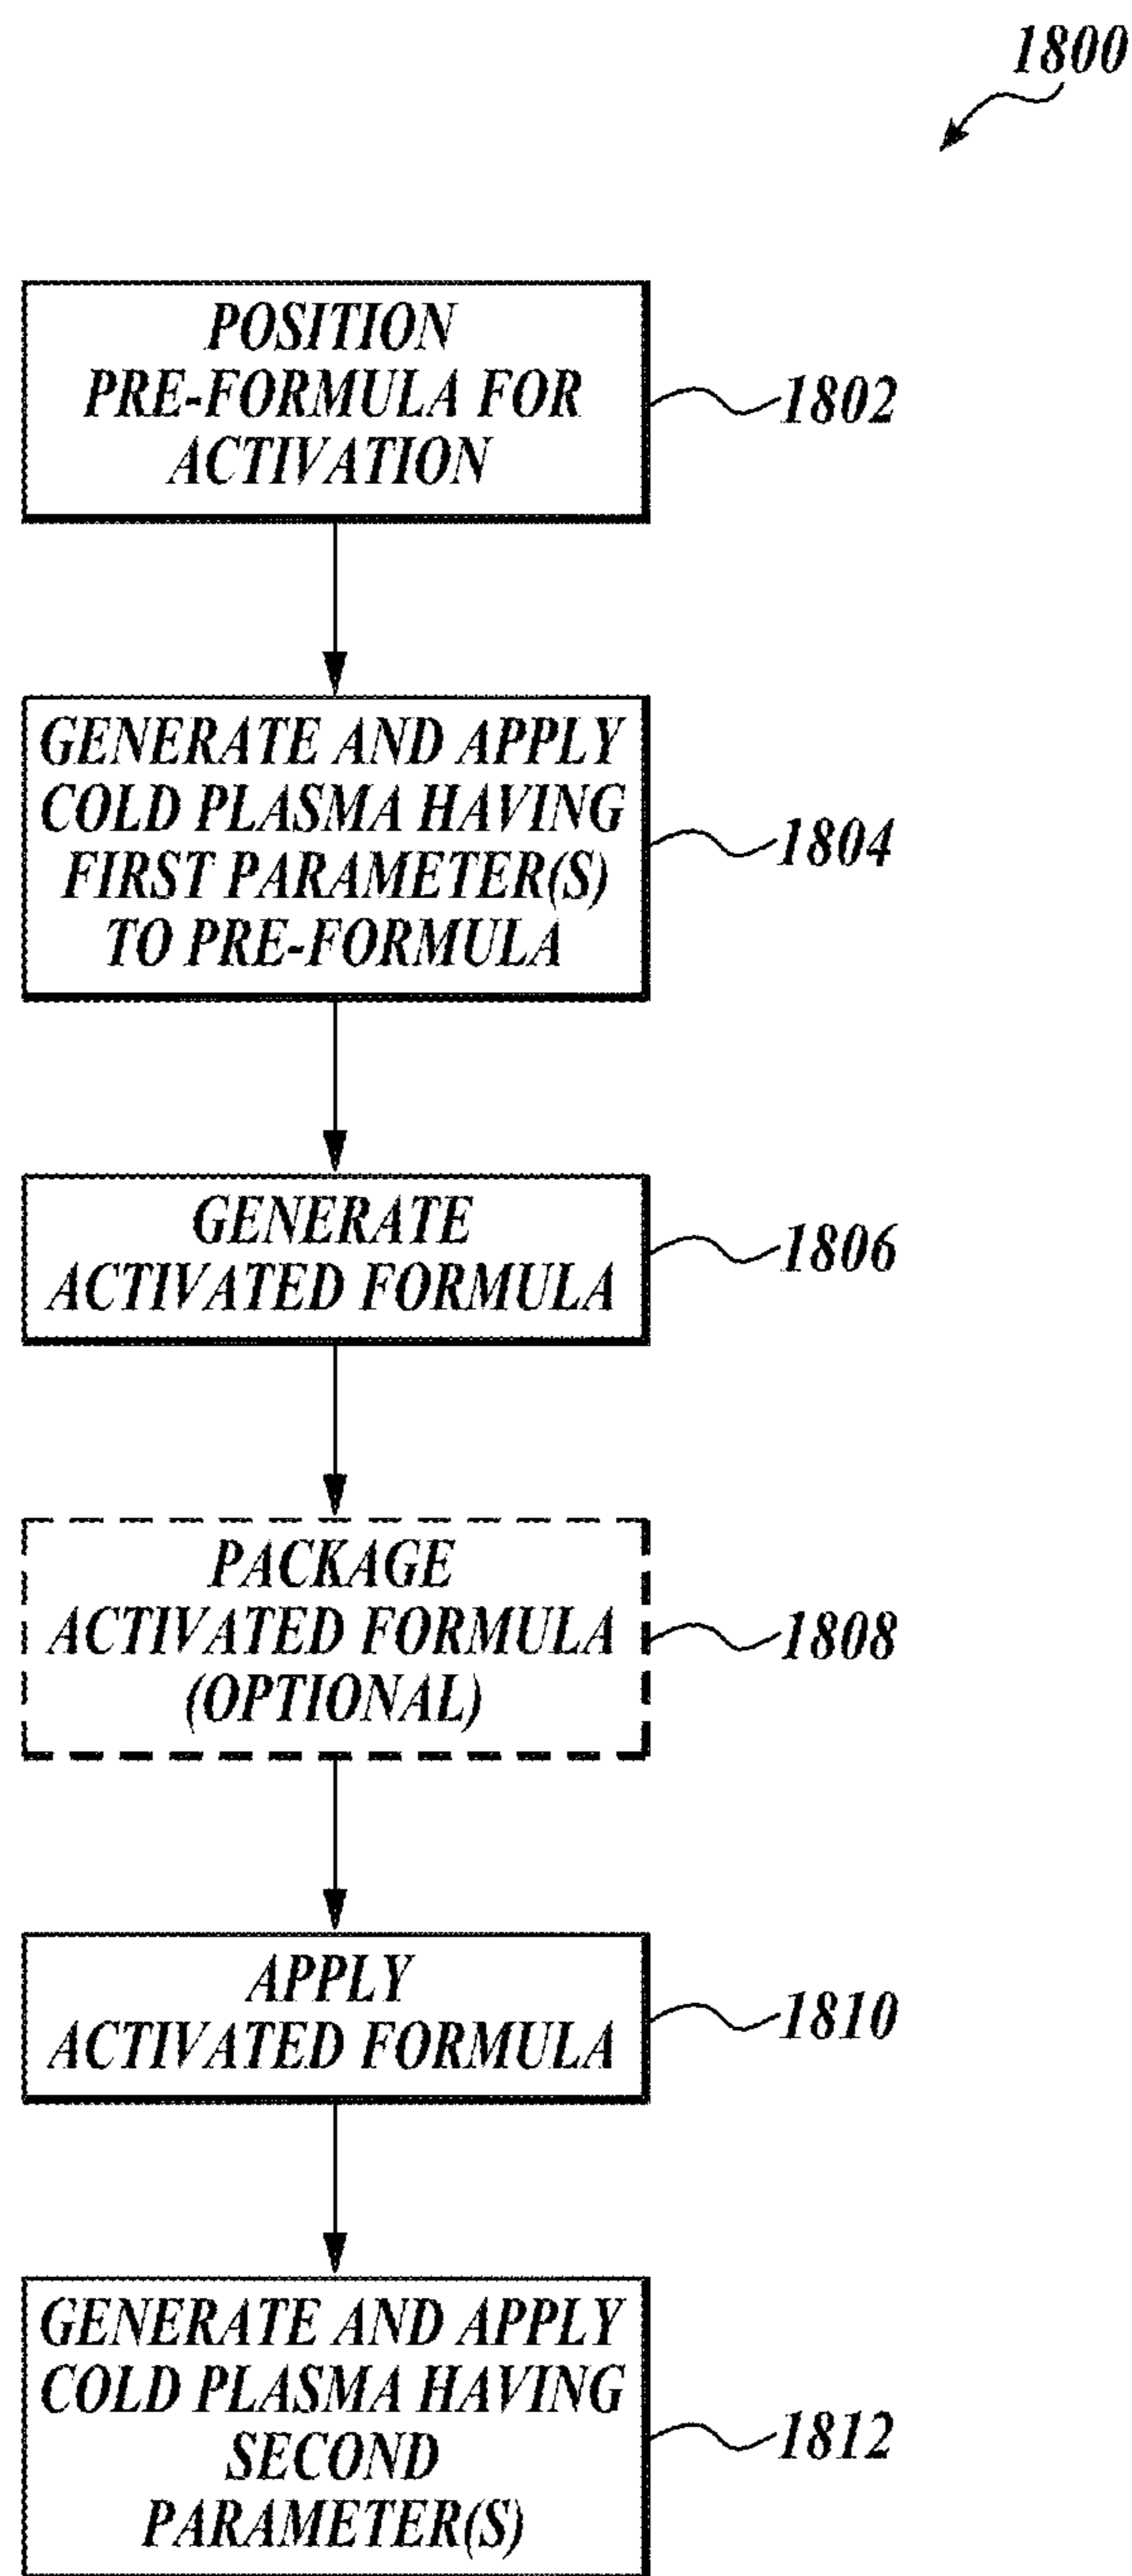 1800
POSITION
PRE-FORMULA FOR
ACTIVATION
1802
GENERATE AND APPLY
COLD PLASMA HAVING
FIRST PARAMETER(S)
TO PRE-FORMULA
1804
GENERATE
ACTIVATED FORMULA
1806
PACKAGE
ACTIVATED FORMULA
(OPTIONAL)
1808
APPLY
ACTIVATED FORMULA
1810
GENERATE AND APPLY
COLD PLASMA HAVING
SECOND
PARAMETER(S)
1812